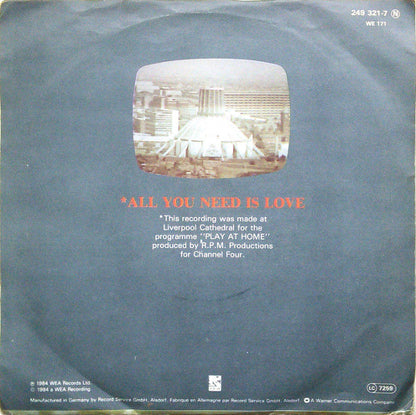 249 321-7 N
WE 171
*ALL YOU NEED IS LOVE
*This recording was made at
Liverpool Cathedral for the
programme "PLAY AT HOME"
produced by R.P.M. Productions
for Channel Four.
℗ 1984 WEA Records Ltd.
© 1984 a WEA Recording
LC 7259
Manufactured in Germany by Record Service GmbH, Alsdorf. Fabriqué en Allemagne par Record Service GmbH, Alsdorf. A Warner Communications Company